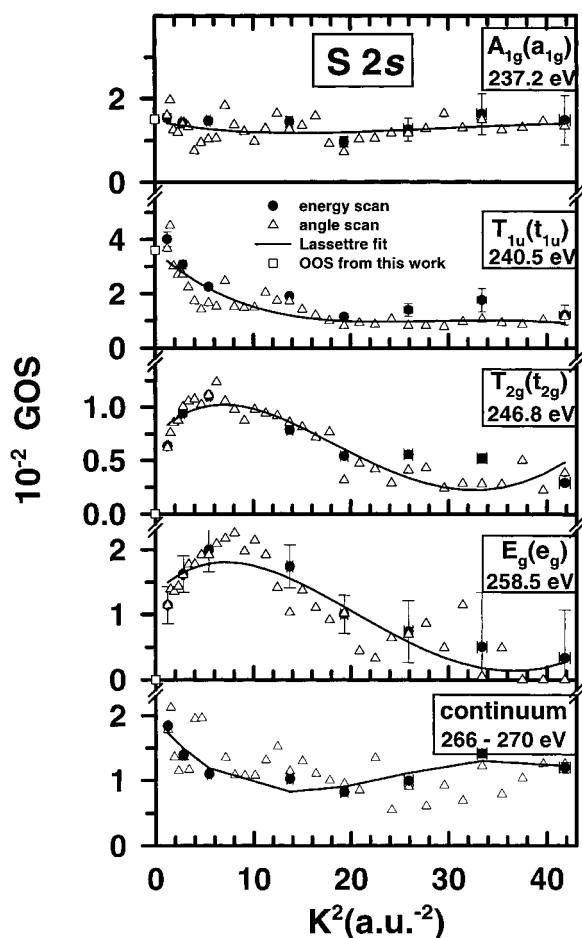 S 2s
A1g(a1g)
237.2 eV
2
1
0
energy scan
angle scan
Lassettre fit
OOS from this work
T1u(t1u)
240.5 eV
4
2
0
T2g(t2g)
246.8 eV
1.0
0.5
0.0
Eg(eg)
258.5 eV
2
1
0
continuum
266 - 270 eV
2
1
0
10-2 GOS
0 10 20 30 40
K2(a.u.-2)